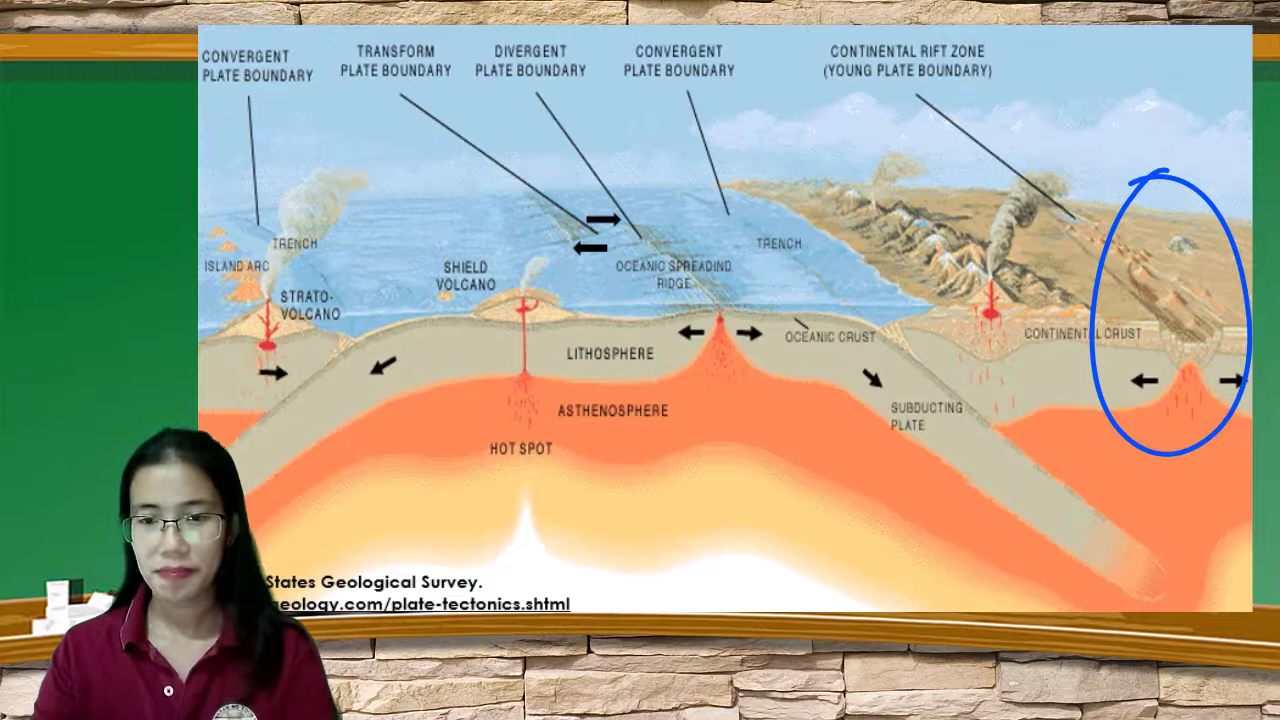 CONVERGENT
PLATE BOUNDARY
TRANSFORM
PLATE BOUNDARY
DIVERGENT
PLATE BOUNDARY
CONVERGENT
PLATE BOUNDARY
CONTINENTAL RIFT ZONE
(YOUNG PLATE BOUNDARY)
TRENCH
ISLAND ARC
STRATO-
VOLCANO
SHIELD
VOLCANO
OCEANIC SPREADING
RIDGE
TRENCH
LITHOSPHERE
OCEANIC CRUST
CONTINENTAL CRUST
ASTHENOSPHERE
SUBDUCTING
PLATE
HOT SPOT
States Geological Survey.
geology.com/plate-tectonics.shtml